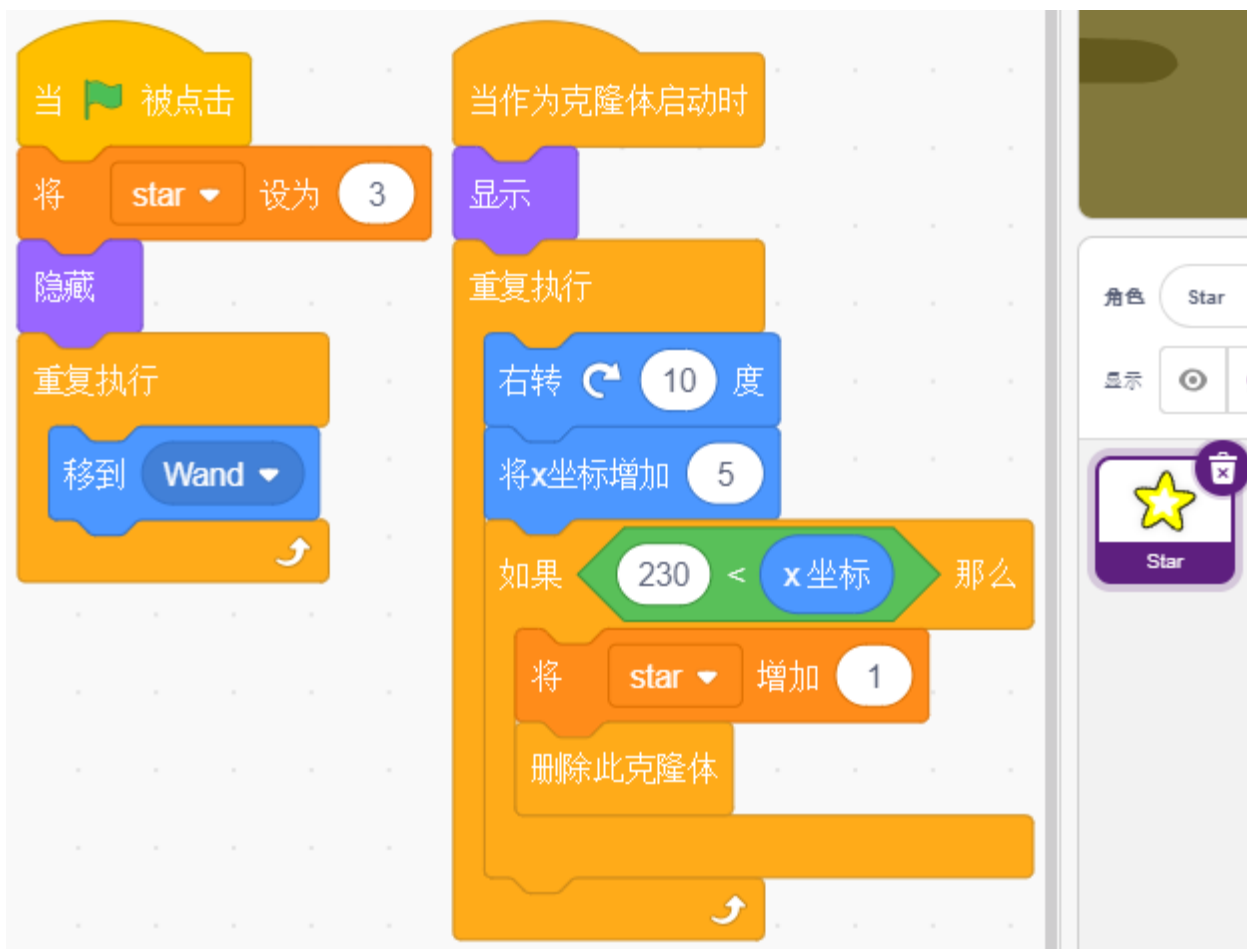 当 被点击
将 star 设为 3
隐藏
重复执行
移到 Wand
当作为克隆体启动时
显示
重复执行
右转 10 度
将x坐标增加 5
如果 230 < x 坐标 那么
将 star 增加 1
删除此克隆体
角色 Star
显示
Star